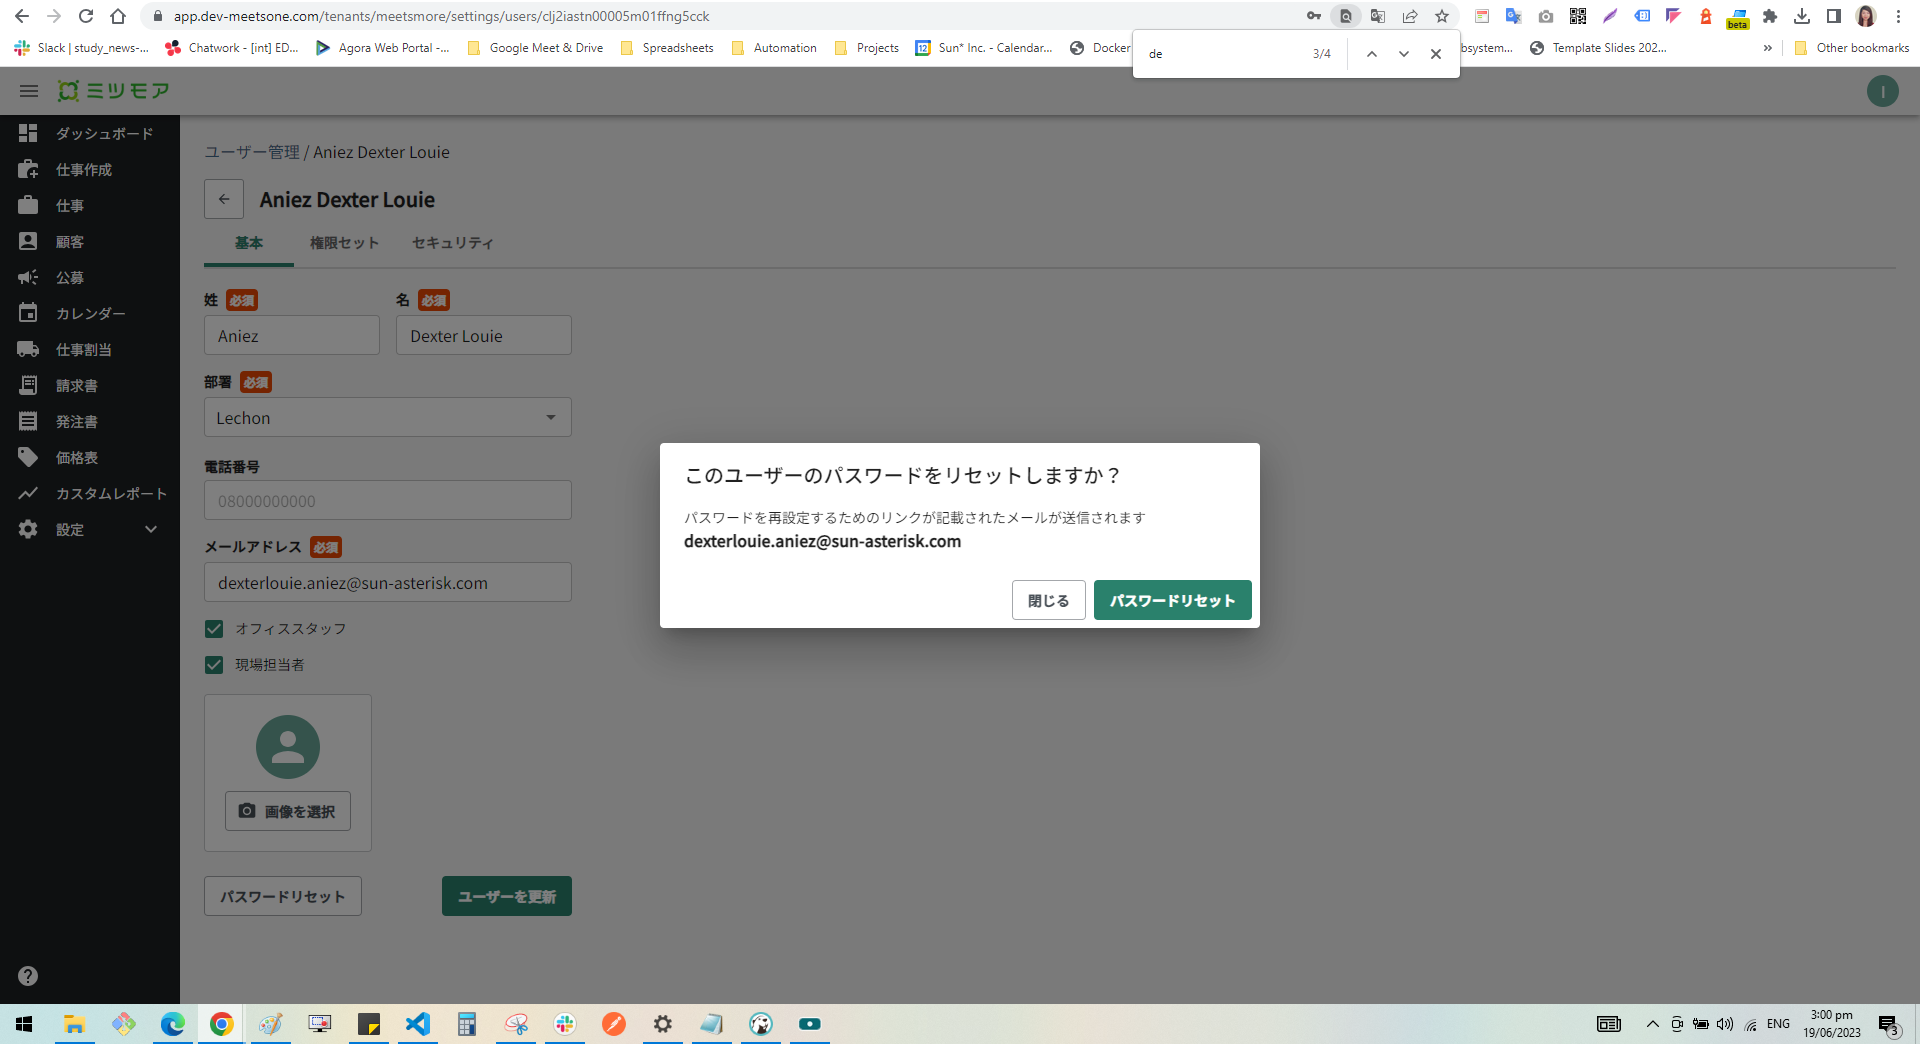 app.dev-meetsone.com/tenants/meetsmore/settings/users/clj2iastn00005m01ffng5cck
beta
Slack | study_news-...
Chatwork - [int] ED...
Agora Web Portal -...
Google Meet & Drive
Spreadsheets
Automation
Projects
12
Sun* Inc. - Calendar...
Docker
bsystem...
Template Slides 202...
»
Other bookmarks
de
3/4
ミツモア
I
ダッシュボード
仕事作成
仕事
顧客
公募
カレンダー
仕事割当
請求書
発注書
価格表
カスタムレポート
設定
ユーザー管理 / Aniez Dexter Louie
Aniez Dexter Louie
基本
権限セット
セキュリティ
姓 必須
名 必須
Aniez
Dexter Louie
部署 必須
Lechon
電話番号
08000000000
メールアドレス 必須
dexterlouie.aniez@sun-asterisk.com
オフィススタッフ
現場担当者
画像を選択
パスワードリセット
ユーザーを更新
このユーザーのパスワードをリセットしますか？
パスワードを再設定するためのリンクが記載されたメールが送信されます
dexterlouie.aniez@sun-asterisk.com
閉じる
パスワードリセット
ENG
3:00 pm
19/06/2023
3